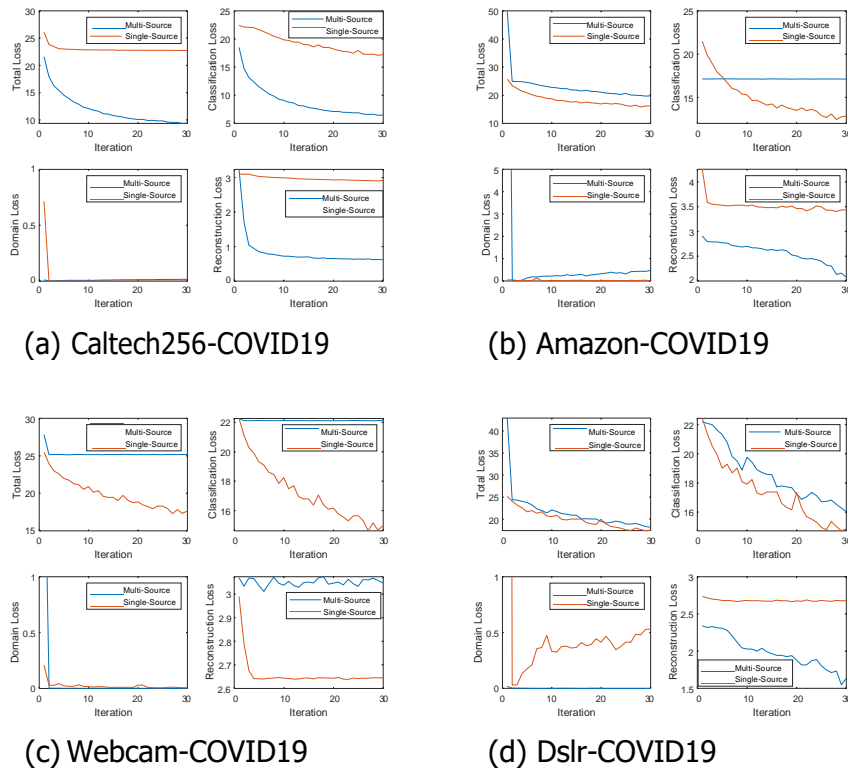 Total Loss
30
25
20
15
10
0
10
20
30
Iteration
Multi-Source
Single-Source
Classification Loss
25
20
15
10
5
0
10
20
30
Iteration
Multi-Source
Single-Source
Domain Loss
1
0.5
0
0
10
20
30
Iteration
Multi-Source
Single-Source
Reconstruction Loss
3
2
1
0
0
10
20
30
Iteration
Multi-Source
Single-Source
(a) Caltech256-COVID19
Total Loss
50
40
30
20
10
0
10
20
30
Iteration
Multi-Source
Single-Source
Classification Loss
20
15
0
10
20
30
Iteration
Multi-Source
Single-Source
Domain Loss
5
4
3
2
1
0
0
10
20
30
Iteration
Multi-Source
Single-Source
Reconstruction Loss
4
3.5
3
2.5
2
0
10
20
30
Iteration
Multi-Source
Single-Source
(b) Amazon-COVID19
Total Loss
30
25
20
15
0
10
20
30
Iteration
Multi-Source
Single-Source
Classification Loss
22
20
18
16
0
10
20
30
Iteration
Multi-Source
Single-Source
Domain Loss
1
0.5
0
0
10
20
30
Iteration
Multi-Source
Single-Source
Reconstruction Loss
3
2.9
2.8
2.7
2.6
0
10
20
30
Iteration
Multi-Source
Single-Source
(c) Webcam-COVID19
Total Loss
40
35
30
25
20
0
10
20
30
Iteration
Multi-Source
Single-Source
Classification Loss
22
20
18
16
0
10
20
30
Iteration
Multi-Source
Single-Source
Domain Loss
1
0.5
0
0
10
20
30
Iteration
Multi-Source
Single-Source
Reconstruction Loss
3
2.5
2
1.5
0
10
20
30
Iteration
Multi-Source
Single-Source
(d) Dslr-COVID19